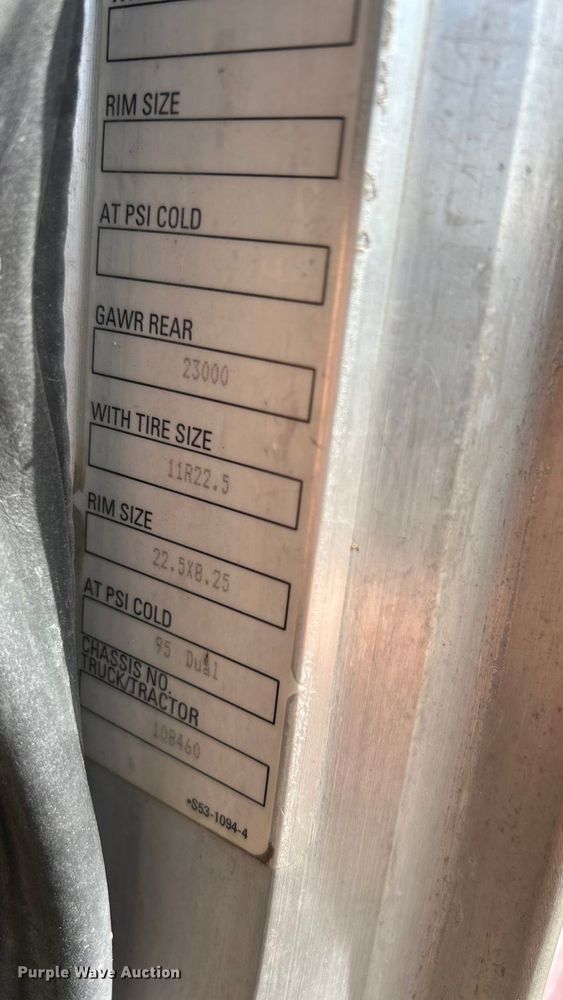 RIM SIZE
AT PSI COLD
GAWR REAR
23000
WITH TIRE SIZE
11R22.5
RIM SIZE
22.5X8.25
AT PSI COLD
95 Dual
CHASSIS NO.
TRUCK/TRACTOR
108460
*S53-1094-4
Purple Wave Auction